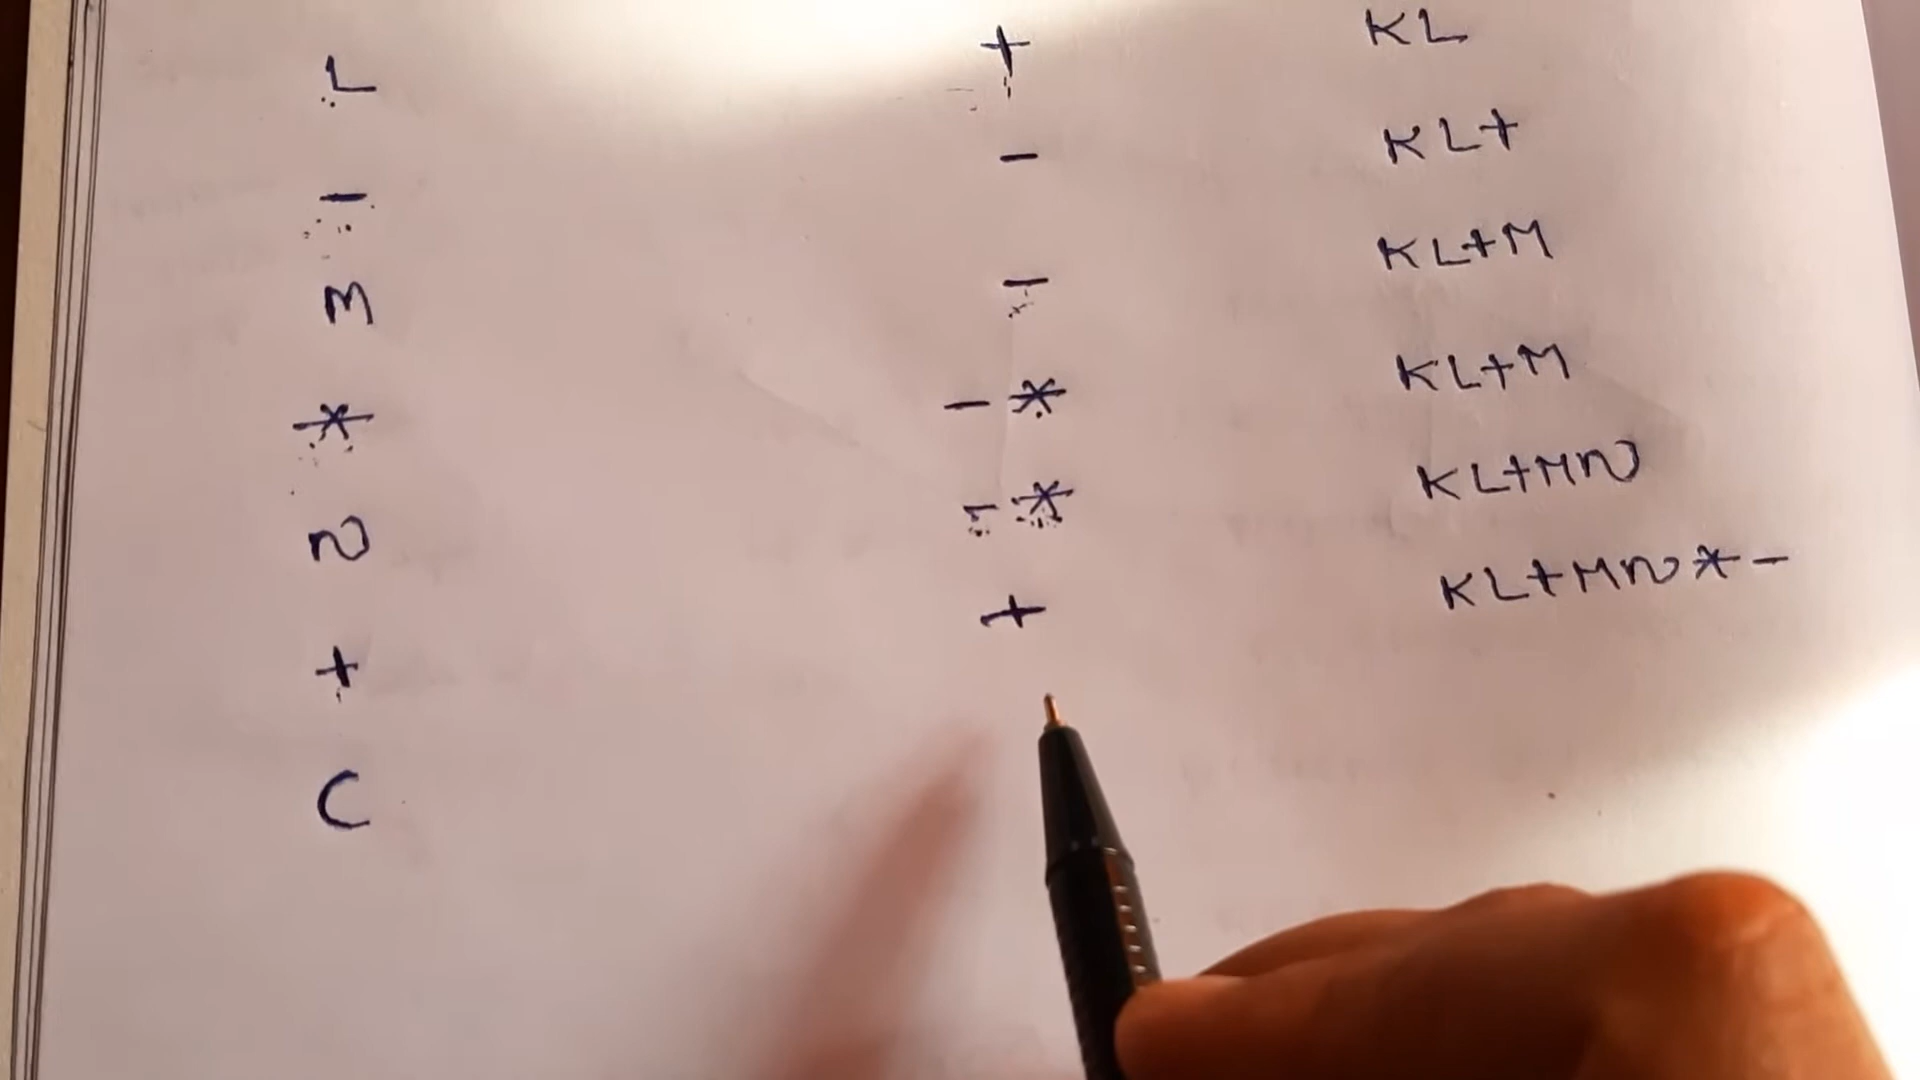 L + KL
- - KL+
M - KL+M
* - * KL+M
N - * KL+MN
+ + KL+MN*-
C